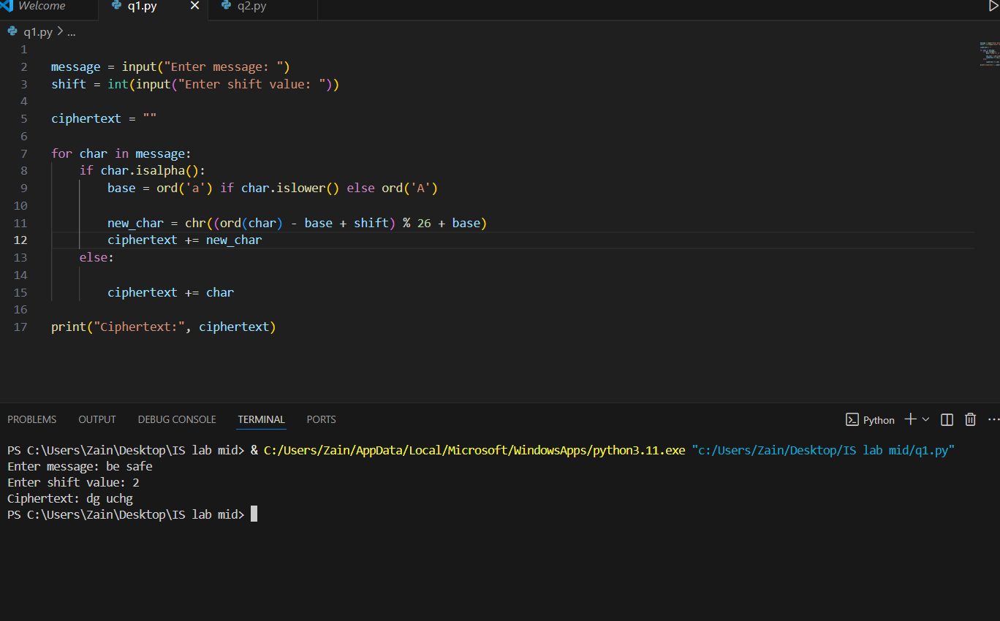 Welcome q1.py q2.py
q1.py > ...
1
2 message = input("Enter message: ")
3 shift = int(input("Enter shift value: "))
4
5 ciphertext = ""
6
7 for char in message:
8     if char.isalpha():
9         base = ord('a') if char.islower() else ord('A')
10
11         new_char = chr((ord(char) - base + shift) % 26 + base)
12         ciphertext += new_char
13     else:
14
15         ciphertext += char
16
17 print("Ciphertext:", ciphertext)
PROBLEMS OUTPUT DEBUG CONSOLE TERMINAL PORTS Python
PS C:\Users\Zain\Desktop\IS lab mid> & C:/Users/Zain/AppData/Local/Microsoft/WindowsApps/python3.11.exe "c:/Users/Zain/Desktop/IS lab mid/q1.py"
Enter message: be safe
Enter shift value: 2
Ciphertext: dg uchg
PS C:\Users\Zain\Desktop\IS lab mid>